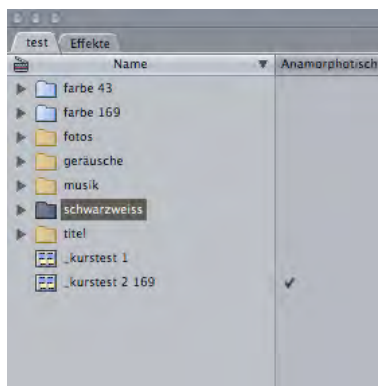 test Effekte
Name Anamorphotisch
farbe 43
farbe 169
fotos
geräusche
musik
schwarzweiss
titel
_kurstest 1
_kurstest 2 169